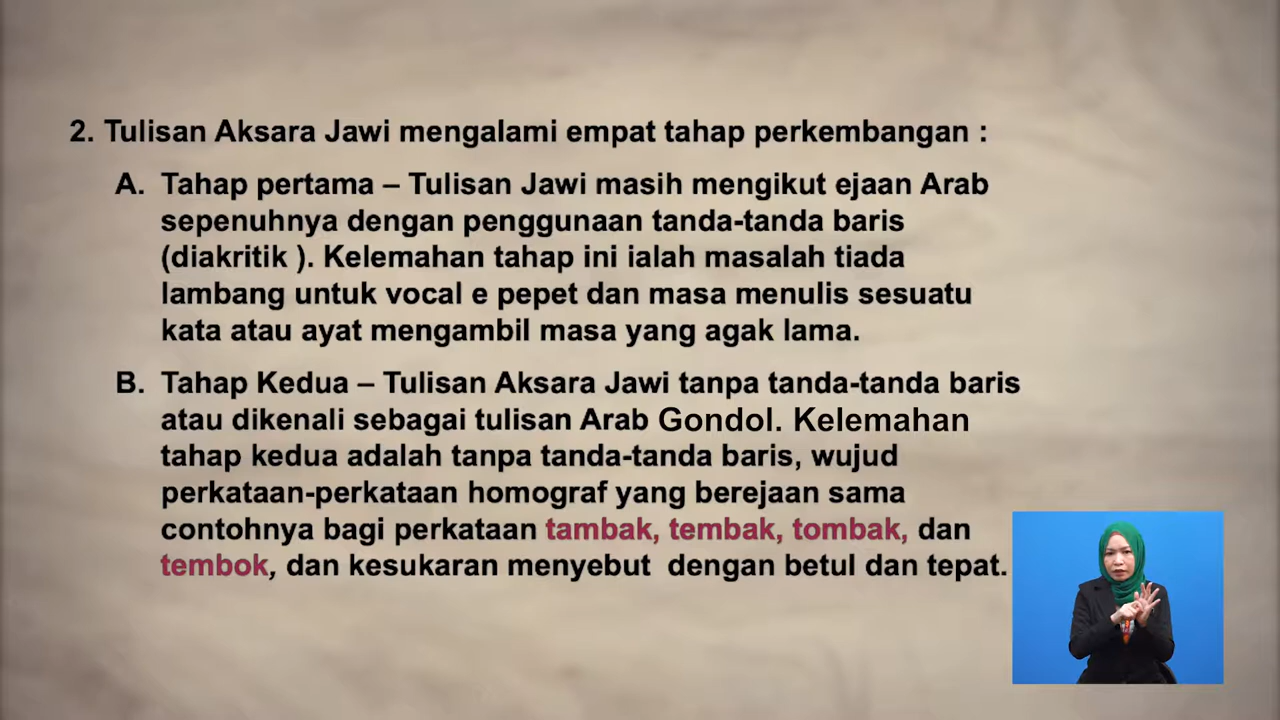 2. Tulisan Aksara Jawi mengalami empat tahap perkembangan :
A. Tahap pertama – Tulisan Jawi masih mengikut ejaan Arab
sepenuhnya dengan penggunaan tanda-tanda baris
(diakritik ). Kelemahan tahap ini ialah masalah tiada
lambang untuk vocal e pepet dan masa menulis sesuatu
kata atau ayat mengambil masa yang agak lama.
B. Tahap Kedua – Tulisan Aksara Jawi tanpa tanda-tanda baris
atau dikenali sebagai tulisan Arab Gondol. Kelemahan
tahap kedua adalah tanpa tanda-tanda baris, wujud
perkataan-perkataan homograf yang berejaan sama
contohnya bagi perkataan tambak, tembak, tombak, dan
tembok, dan kesukaran menyebut dengan betul dan tepat.